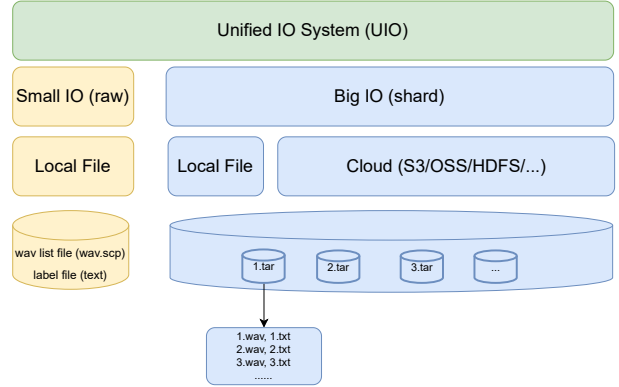 Unified IO System (UIO)
Small IO (raw)
Big IO (shard)
Local File
Local File
Cloud (S3/OSS/HDFS/...)
wav list file (wav.scp)
label file (text)
1.tar
2.tar
3.tar
...
1.wav, 1.txt
2.wav, 2.txt
3.wav, 3.txt
......